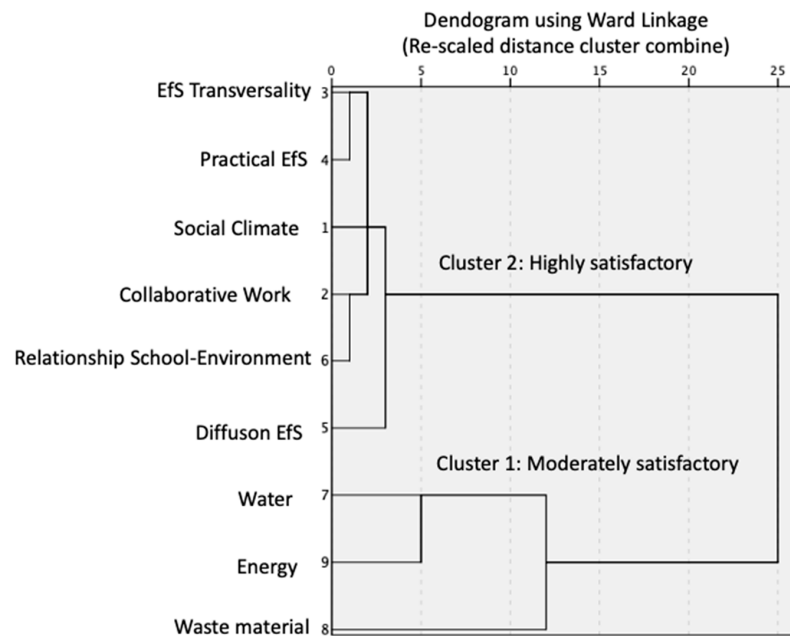 Dendogram using Ward Linkage
(Re-scaled distance cluster combine)
0 5 10 15 20 25
EfS Transversality 3
Practical EfS 4
Social Climate 1
Cluster 2: Highly satisfactory
Collaborative Work 2
Relationship School-Environment 6
Diffuson EfS 5
Cluster 1: Moderately satisfactory
Water 7
Energy 9
Waste material 8